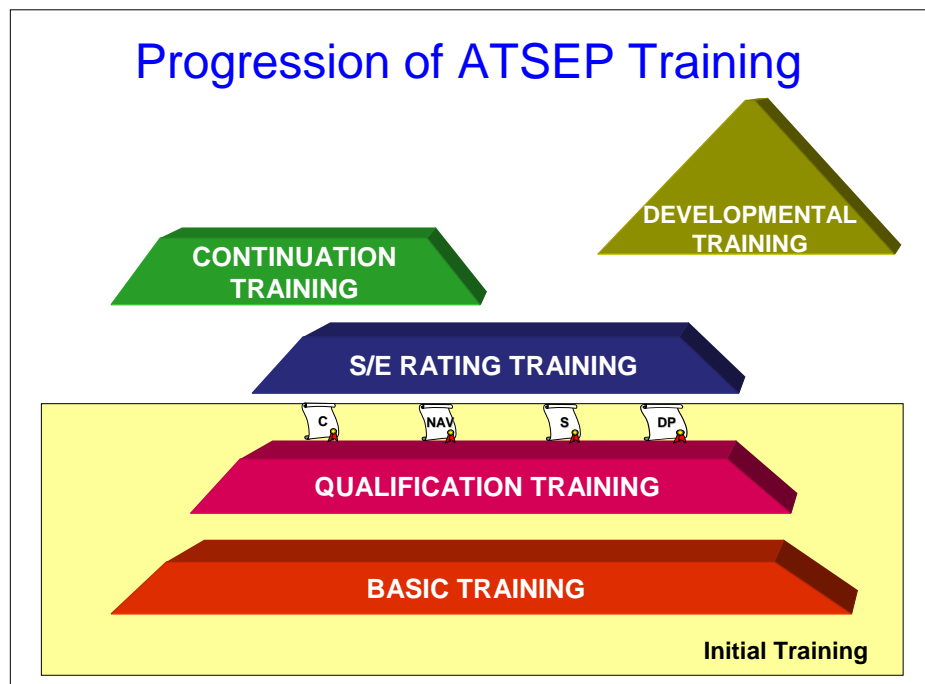 Progression of ATSEP Training
DEVELOPMENTAL
TRAINING
CONTINUATION
TRAINING
S/E RATING TRAINING
C
NAV
S
DP
QUALIFICATION TRAINING
BASIC TRAINING
Initial Training